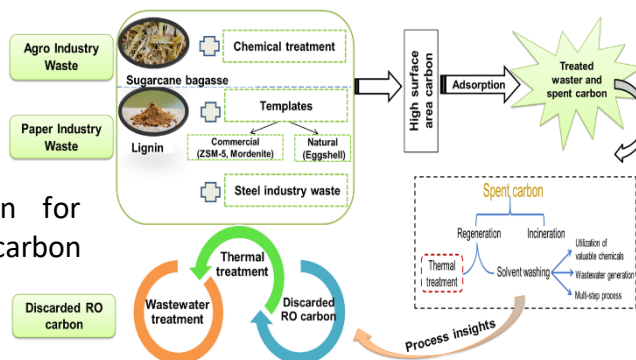 Agro Industry
Waste
Chemical treatment
Sugarcane bagasse
Paper Industry
Waste
Lignin
Templates
Commercial
(ZSM-5, Mordenite)
Natural
(Eggshell)
Steel industry waste
High surface
area carbon
Adsorption
Treated
waster and
spent carbon
n for
carbon
Spent carbon
Regeneration
Incineration
Thermal
treatment
Solvent washing
Utilization of
valuable chemicals
Wastewater generation
Multi-step process
Discarded RO
carbon
Wastewater
treatment
Thermal
treatment
Discarded
RO carbon
Process insights